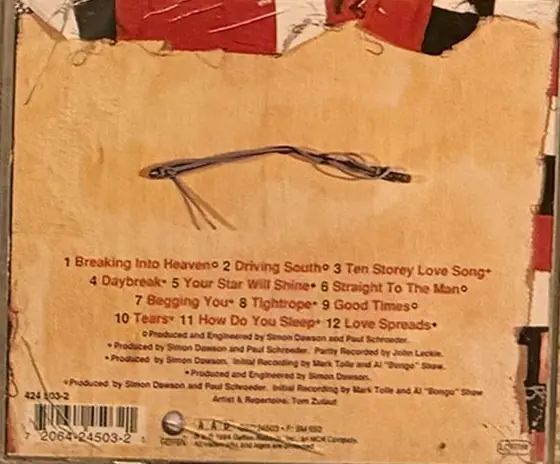 1 Breaking Into Heaven° 2 Driving South° 3 Ten Storey Love Song*
4 Daybreak* 5 Your Star Will Shine* 6 Straight To The Man°
7 Begging You* 8 Tightrope* 9 Good Times°
10 Tears* 11 How Do You Sleep* 12 Love Spreads*
°Produced and Engineered by Simon Dawson and Paul Schroeder.
*Produced by Simon Dawson and Paul Schroeder. Partly Recorded by John Leckie.
*Produced by Simon Dawson. Initial Recording by Mark Tolle and Al "Bongo" Shaw
*Produced and Engineered by Simon Dawson.
°Produced by Simon Dawson and Paul Schroeder. Initial Recording by Mark Tolle and Al "Bongo" Shaw
Artist & Repertoire: Tom Zutaut
424 503-2
7 2064-24503-2
GEFFEN